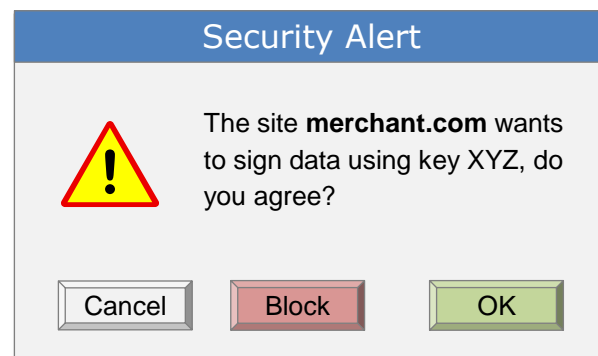 Security Alert
The site merchant.com wants
to sign data using key XYZ, do
you agree?
Cancel Block OK